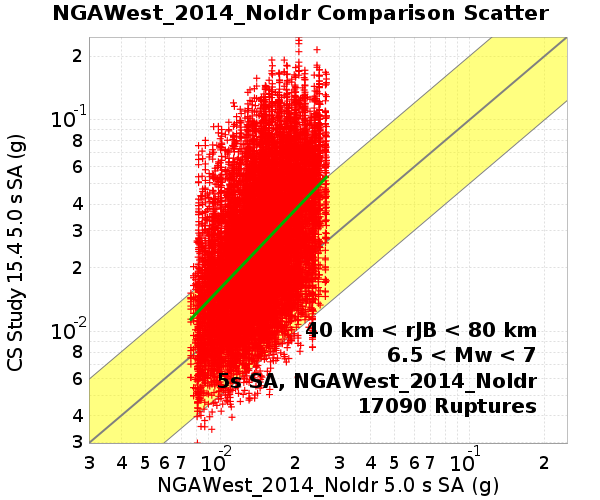 NGAWest_2014_NoIdr Comparison Scatter
CS Study 15.4 5.0 s SA (g)
2
10^-1
8
6
4
3
2
10^-2
8
6
4
3
40 km < rJB < 80 km
6.5 < Mw < 7
5s SA, NGAWest_2014_NoIdr
17090 Ruptures
3 4 5 6 7 10^-2 2 3 4 5 6 7 10^-1 2
NGAWest_2014_NoIdr 5.0 s SA (g)